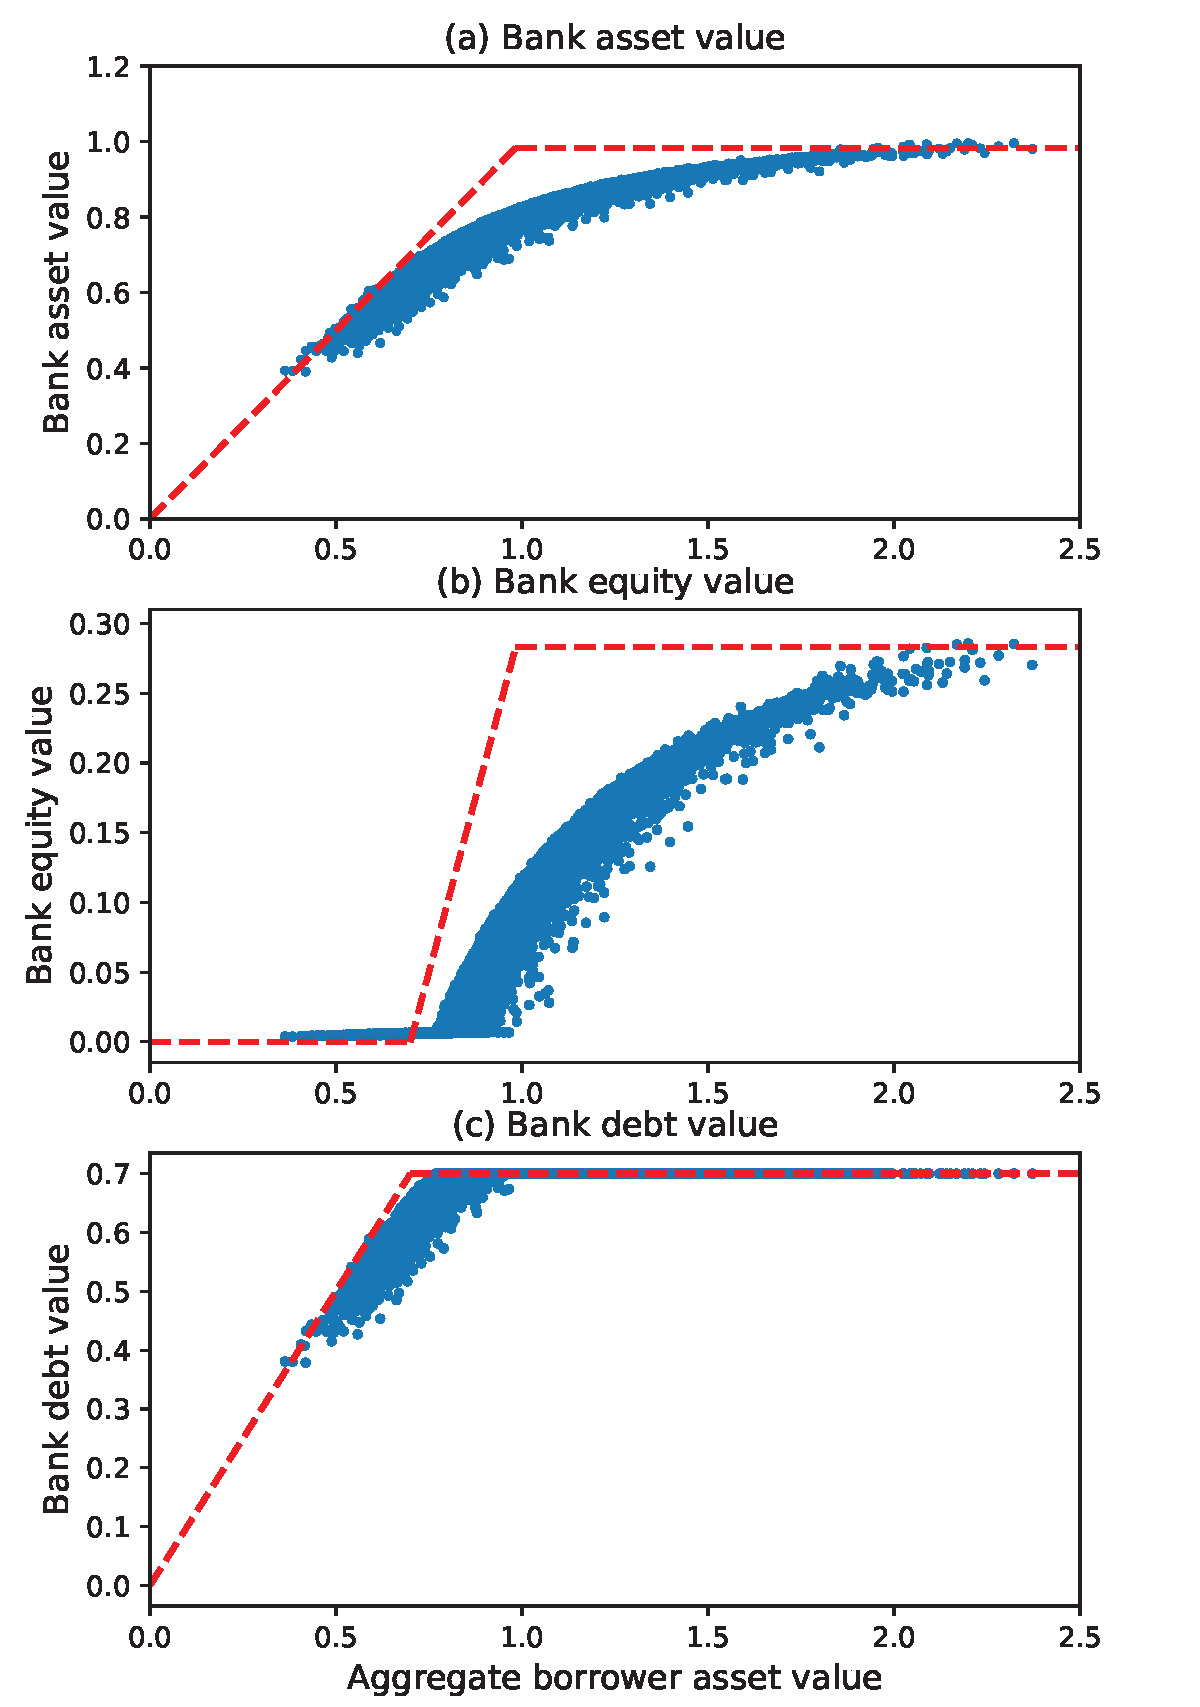 (a) Bank asset value
Bank asset value
1.2
1.0
0.8
0.6
0.4
0.2
0.0
0.0 0.5 1.0 1.5 2.0 2.5
(b) Bank equity value
Bank equity value
0.30
0.25
0.20
0.15
0.10
0.05
0.00
0.0 0.5 1.0 1.5 2.0 2.5
(c) Bank debt value
Bank debt value
0.7
0.6
0.5
0.4
0.3
0.2
0.1
0.0
0.0 0.5 1.0 1.5 2.0 2.5
Aggregate borrower asset value